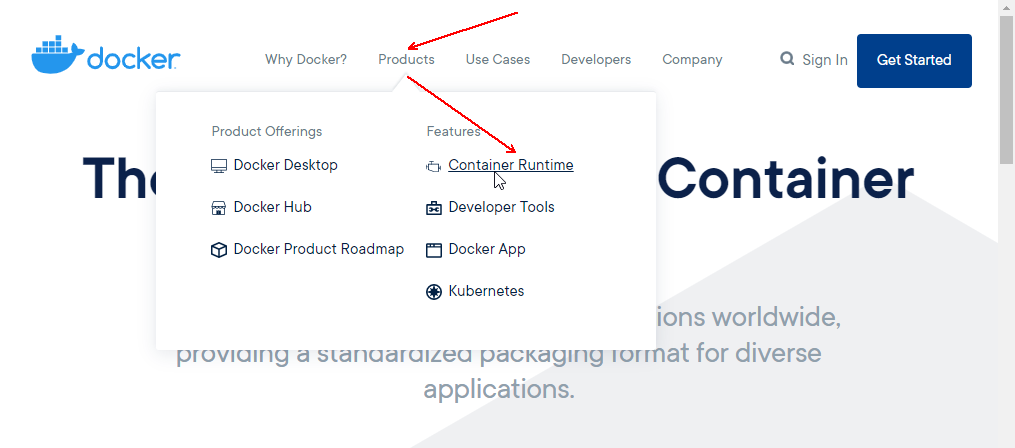 docker
Why Docker? Products Use Cases Developers Company Sign In Get Started
Product Offerings
Docker Desktop
Docker Hub
Docker Product Roadmap
Features
Container Runtime
Developer Tools
Docker App
Kubernetes
The Container
ions worldwide,
providing a standardized packaging format for diverse
applications.